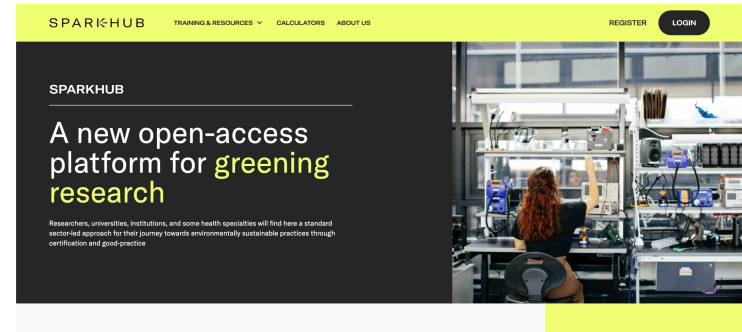 SPARKHUB
TRAINING & RESOURCES
CALCULATORS
ABOUT US
REGISTER
LOGIN
SPARKHUB
A new open-access
platform for greening
research
Researchers, universities, institutions, and some health specialties will find here a standard
sector-led approach for their journey towards environmentally sustainable practices through
certification and good-practice